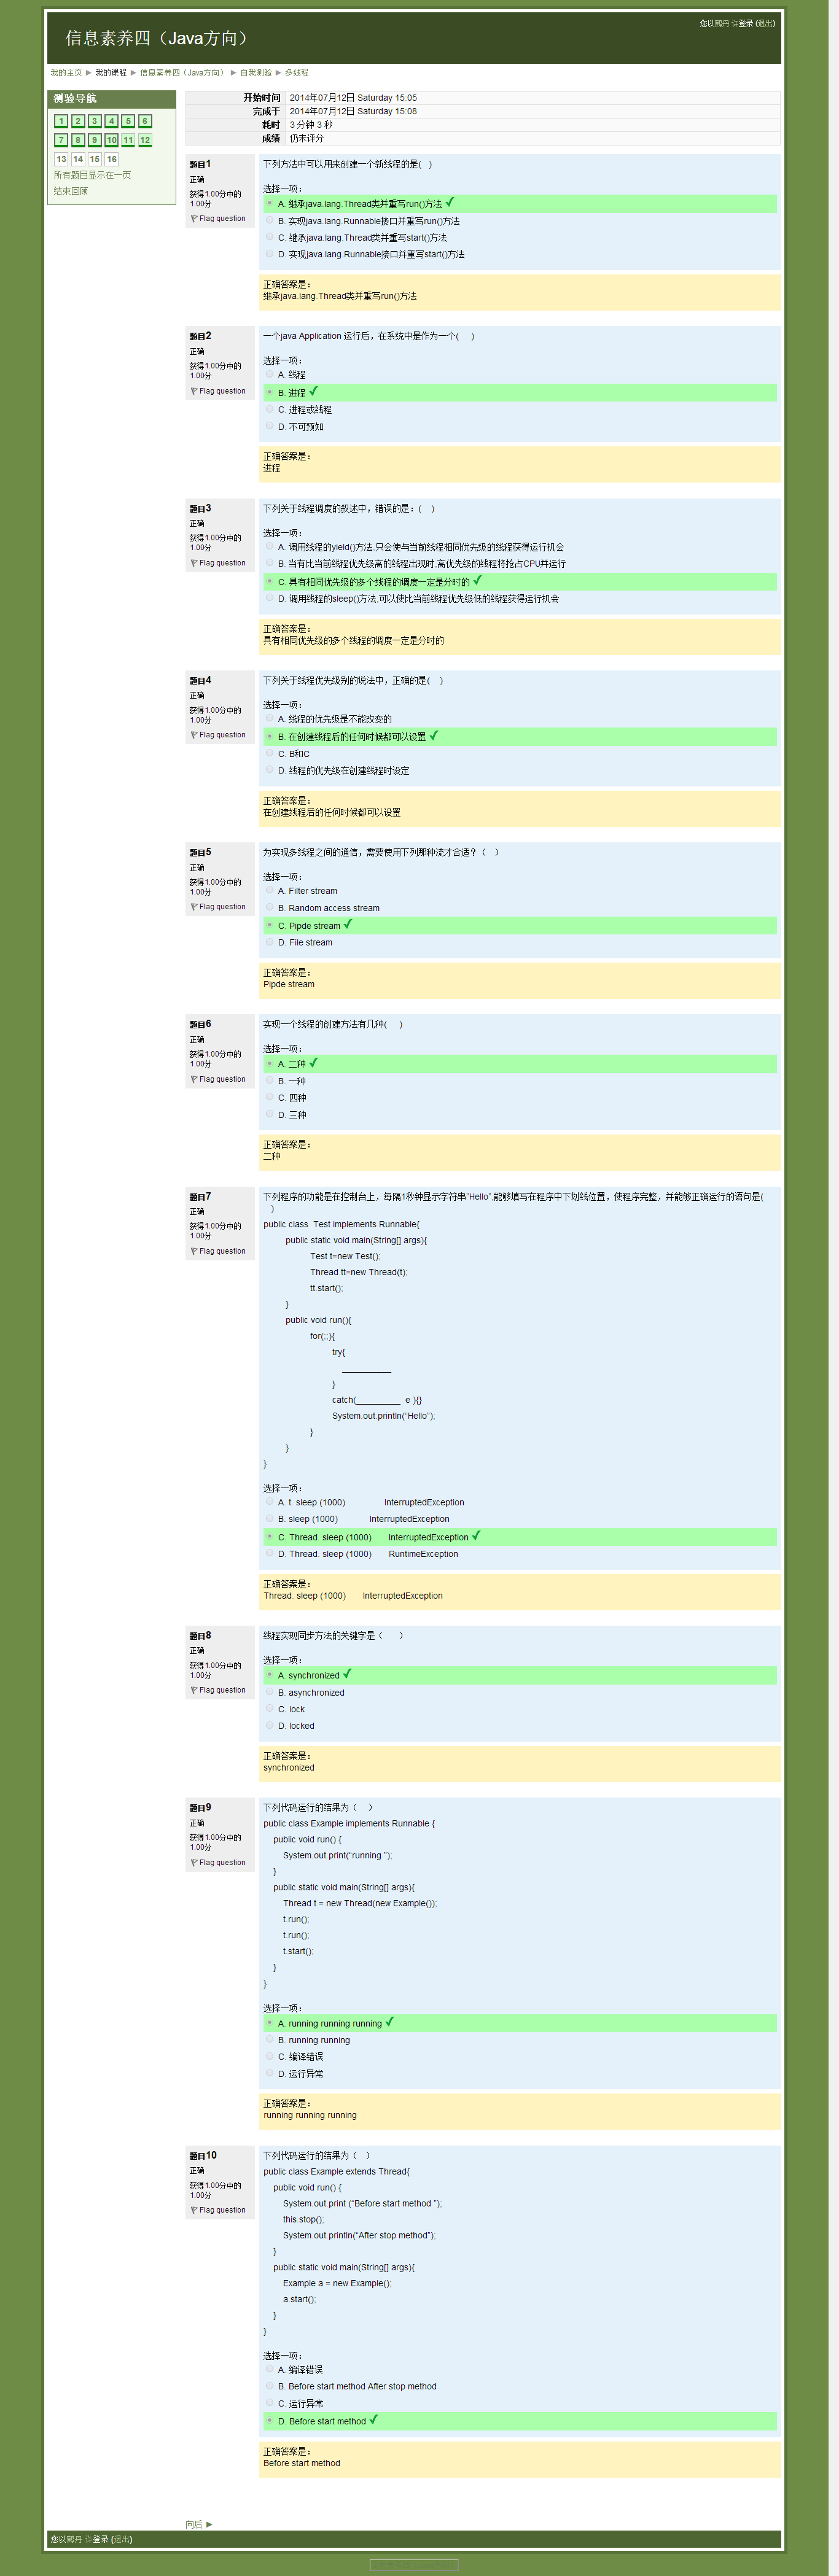 您以鹤丹 许登录 (退出)
信息素养四（Java方向）
我的主页 ► 我的课程 ► 信息素养四（Java方向） ► 自我测验 ► 多线程
测验导航
1 2 3 4 5 6
7 8 9 10 11 12
13 14 15 16
所有题目显示在一页
结束回顾
开始时间 2014年07月12日 Saturday 15:05
完成于 2014年07月12日 Saturday 15:08
耗时 3 分钟 3 秒
成绩 仍未评分
题目1
正确
获得1.00分中的
1.00分
Flag question
下列方法中可以用来创建一个新线程的是( )
选择一项：
A. 继承java.lang.Thread类并重写run()方法
B. 实现java.lang.Runnable接口并重写run()方法
C. 继承java.lang.Thread类并重写start()方法
D. 实现java.lang.Runnable接口并重写start()方法
正确答案是：
继承java.lang.Thread类并重写run()方法
题目2
正确
获得1.00分中的
1.00分
Flag question
一个java Application 运行后，在系统中是作为一个( )
选择一项：
A. 线程
B. 进程
C. 进程或线程
D. 不可预知
正确答案是：
进程
题目3
正确
获得1.00分中的
1.00分
Flag question
下列关于线程调度的叙述中，错误的是：( )
选择一项：
A. 调用线程的yield()方法,只会使与当前线程相同优先级的线程获得运行机会
B. 当有比当前线程优先级高的线程出现时,高优先级的线程将抢占CPU并运行
C. 具有相同优先级的多个线程的调度一定是分时的
D. 调用线程的sleep()方法,可以使比当前线程优先级低的线程获得运行机会
正确答案是：
具有相同优先级的多个线程的调度一定是分时的
题目4
正确
获得1.00分中的
1.00分
Flag question
下列关于线程优先级别的说法中，正确的是( )
选择一项：
A. 线程的优先级是不能改变的
B. 在创建线程后的任何时候都可以设置
C. B和C
D. 线程的优先级在创建线程时设定
正确答案是：
在创建线程后的任何时候都可以设置
题目5
正确
获得1.00分中的
1.00分
Flag question
为实现多线程之间的通信，需要使用下列那种流才合适？（ ）
选择一项：
A. Filter stream
B. Random access stream
C. Pipde stream
D. File stream
正确答案是：
Pipde stream
题目6
正确
获得1.00分中的
1.00分
Flag question
实现一个线程的创建方法有几种( )
选择一项：
A. 二种
B. 一种
C. 四种
D. 三种
正确答案是：
二种
题目7
正确
获得1.00分中的
1.00分
Flag question
下列程序的功能是在控制台上，每隔1秒钟显示字符串"Hello",能够填写在程序中下划线位置，使程序完整，并能够正确运行的语句是(
)
public class Test implements Runnable{
public static void main(String[] args){
Test t=new Test();
Thread tt=new Thread(t);
tt.start();
}
public void run(){
for(;;){
try{
__________
}
catch(_________ e ){}
System.out.println("Hello");
}
}
}
选择一项：
A. t. sleep (1000) InterruptedException
B. sleep (1000) InterruptedException
C. Thread. sleep (1000) InterruptedException
D. Thread. sleep (1000) RuntimeException
正确答案是：
Thread. sleep (1000) InterruptedException
题目8
正确
获得1.00分中的
1.00分
Flag question
线程实现同步方法的关键字是（ ）
选择一项：
A. synchronized
B. asynchronized
C. lock
D. locked
正确答案是：
synchronized
题目9
正确
获得1.00分中的
1.00分
Flag question
下列代码运行的结果为（ ）
public class Example implements Runnable {
public void run() {
System.out.print("running ");
}
public static void main(String[] args){
Thread t = new Thread(new Example());
t.run();
t.run();
t.start();
}
}
选择一项：
A. running running running
B. running running
C. 编译错误
D. 运行异常
正确答案是：
running running running
题目10
正确
获得1.00分中的
1.00分
Flag question
下列代码运行的结果为（ ）
public class Example extends Thread{
public void run() {
System.out.print ("Before start method ");
this.stop();
System.out.println("After stop method");
}
public static void main(String[] args){
Example a = new Example();
a.start();
}
}
选择一项：
A. 编译错误
B. Before start method After stop method
C. 运行异常
D. Before start method
正确答案是：
Before start method
向后 ►
您以鹤丹 许登录 (退出)